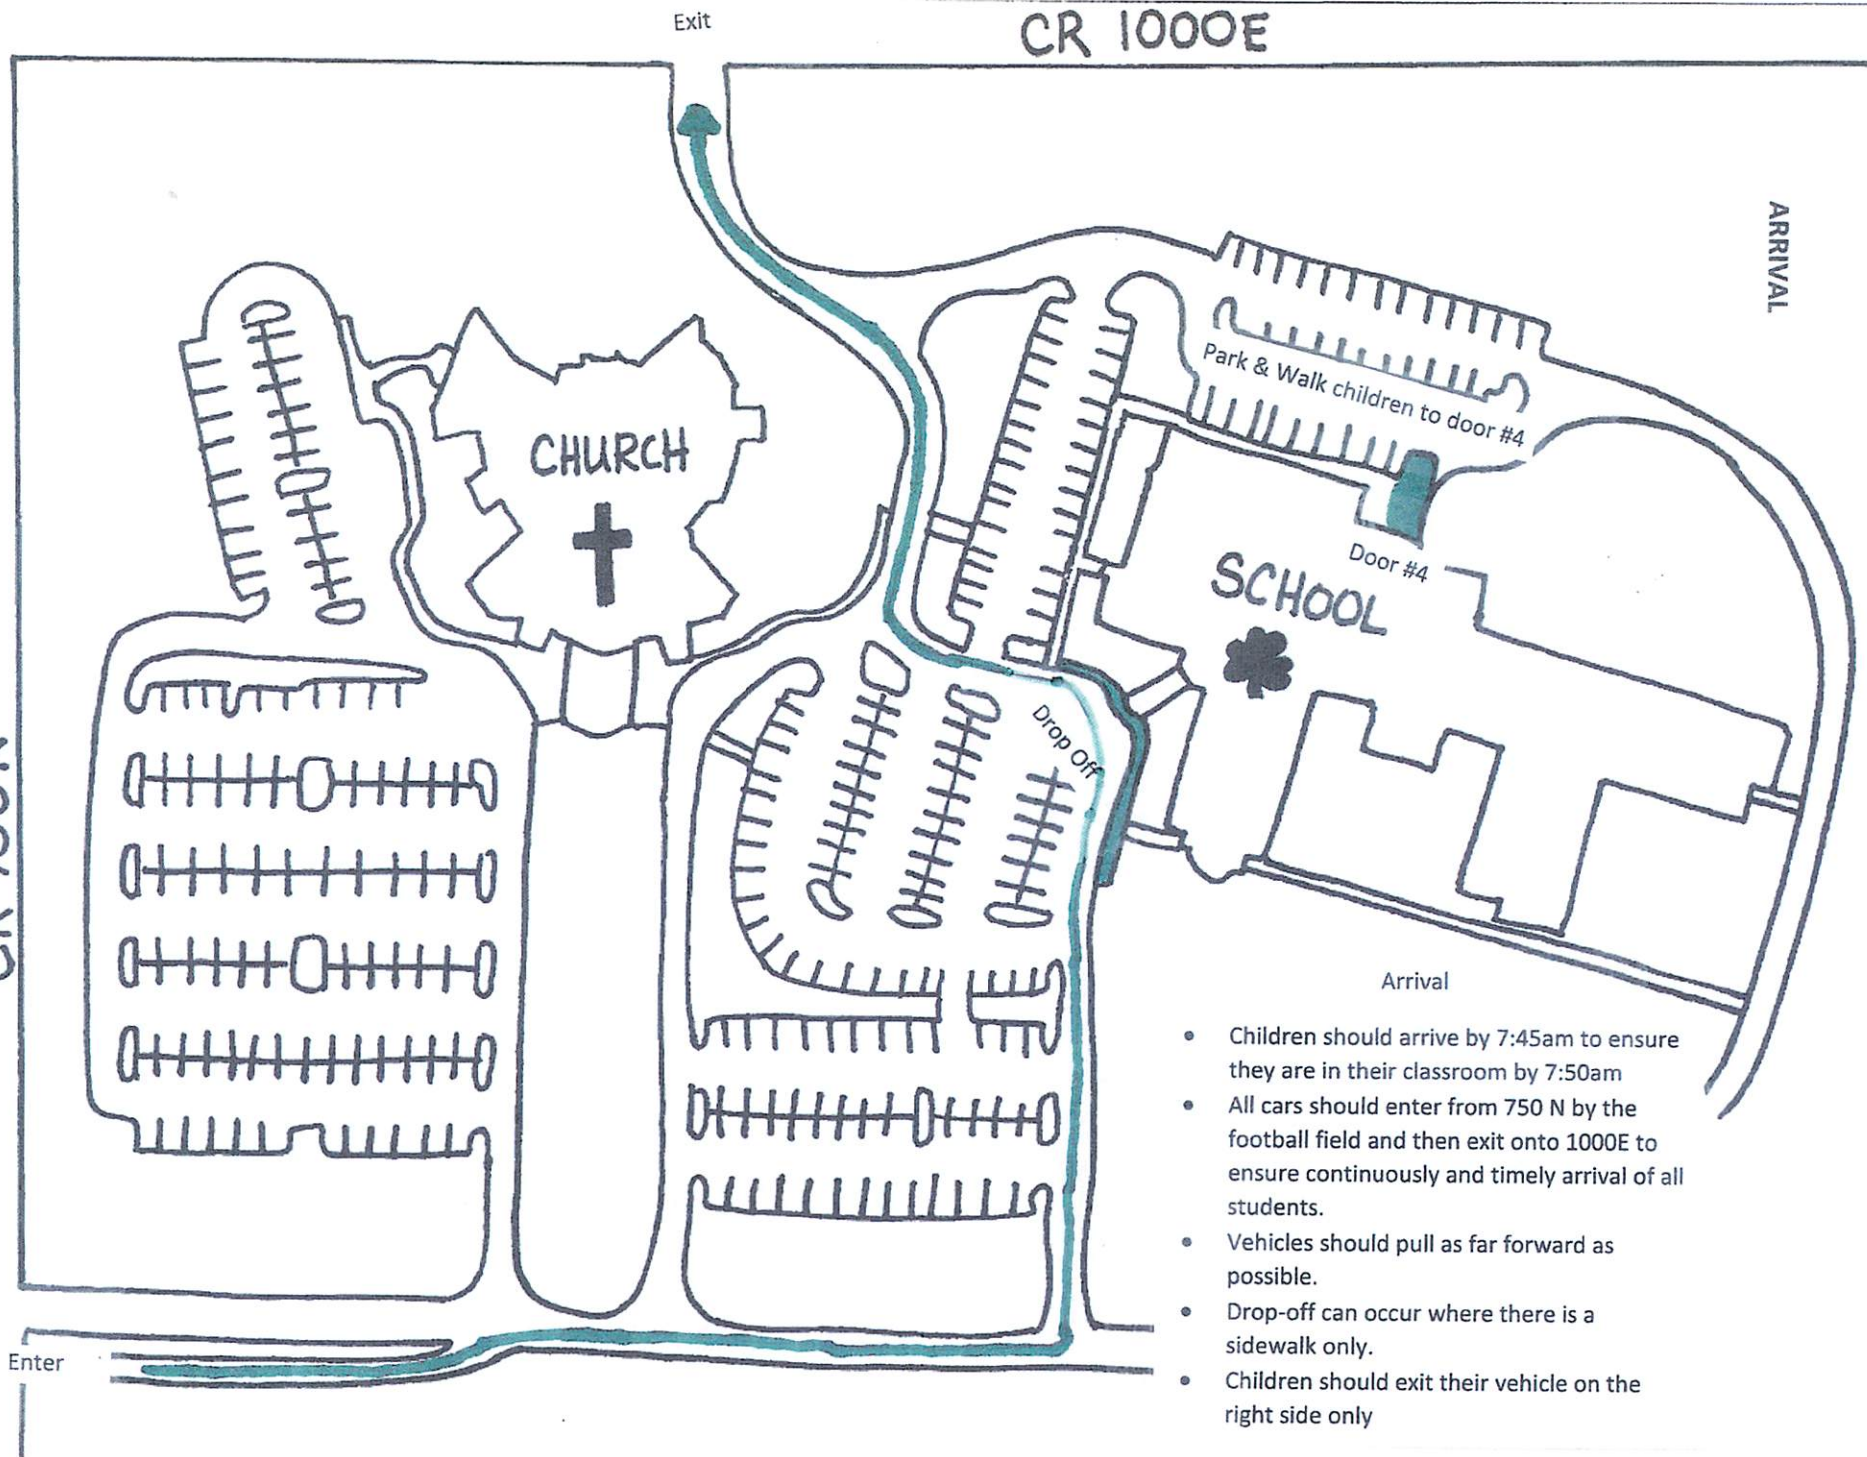 Exit
CR 1000E
ARRIVAL
Park & Walk children to door #4
CHURCH
Door #4
SCHOOL
Drop Off
Arrival
• Children should arrive by 7:45am to ensure
they are in their classroom by 7:50am
• All cars should enter from 750 N by the
football field and then exit onto 1000E to
ensure continuously and timely arrival of all
students.
• Vehicles should pull as far forward as
possible.
• Drop-off can occur where there is a
sidewalk only.
• Children should exit their vehicle on the
right side only
Enter